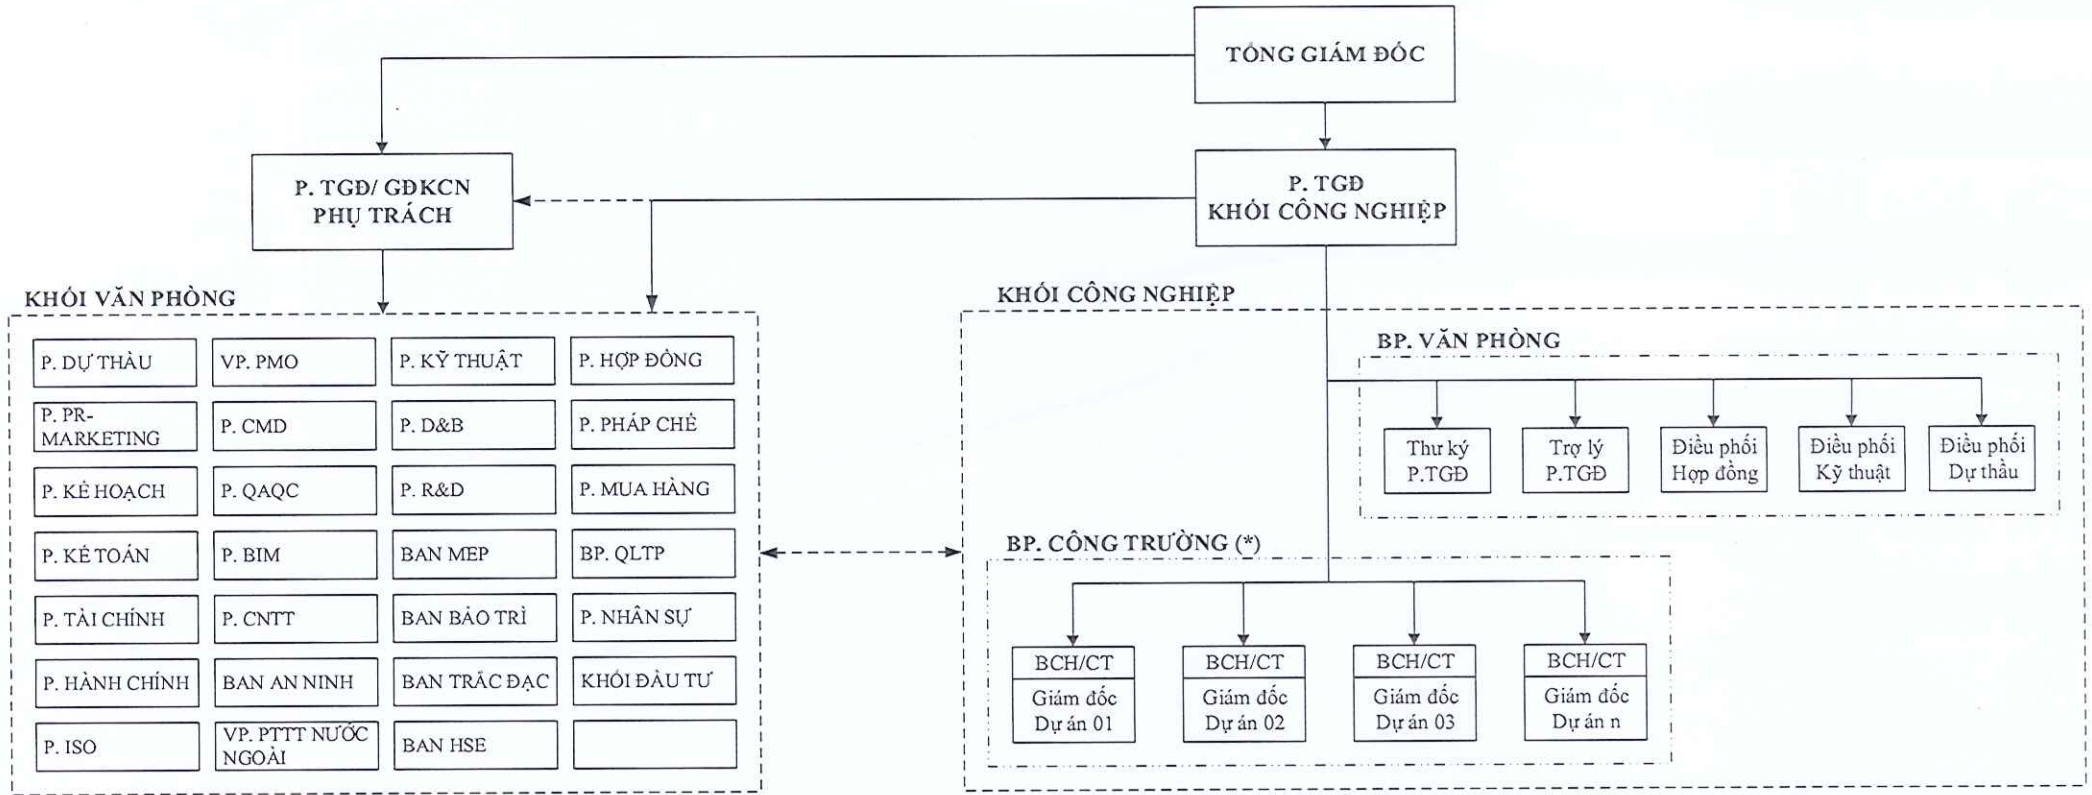 TỔNG GIÁM ĐỐC
P. TGĐ/ GĐKCN
PHỤ TRÁCH
P. TGĐ
KHỐI CÔNG NGHIỆP
KHỐI VĂN PHÒNG
P. DỰ THẦU
VP. PMO
P. KỸ THUẬT
P. HỢP ĐỒNG
P. PR-
MARKETING
P. CMD
P. D&B
P. PHÁP CHẾ
P. KẾ HOẠCH
P. QAQC
P. R&D
P. MUA HÀNG
P. KẾ TOÁN
P. BIM
BAN MEP
BP. QLTP
P. TÀI CHÍNH
P. CNTT
BAN BẢO TRÌ
P. NHÂN SỰ
P. HÀNH CHÍNH
BAN AN NINH
BAN TRẮC ĐẠC
KHỐI ĐẦU TƯ
P. ISO
VP. PTTT NƯỚC
NGOÀI
BAN HSE
KHỐI CÔNG NGHIỆP
BP. VĂN PHÒNG
Thư ký
P.TGĐ
Trợ lý
P.TGĐ
Điều phối
Hợp đồng
Điều phối
Kỹ thuật
Điều phối
Dự thầu
BP. CÔNG TRƯỜNG (*)
BCH/CT
Giám đốc
Dự án 01
BCH/CT
Giám đốc
Dự án 02
BCH/CT
Giám đốc
Dự án 03
BCH/CT
Giám đốc
Dự án n